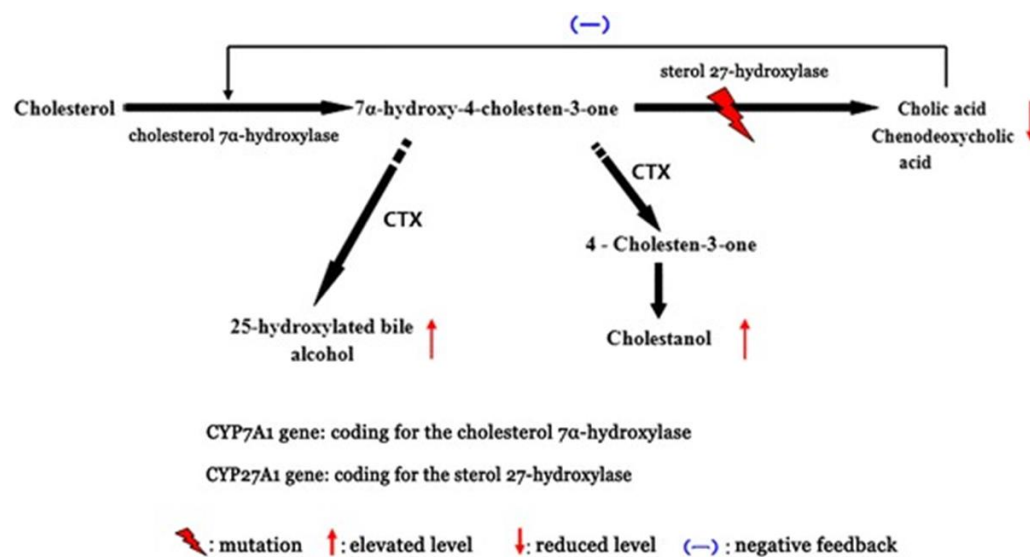 (—)
sterol 27-hydroxylase
Cholesterol
7α-hydroxy-4-cholesten-3-one
Cholic acid
cholesterol 7α-hydroxylase
Chenodeoxycholic
acid
CTX
CTX
4 - Cholesten-3-one
25-hydroxylated bile
alcohol
Cholestanol
CYP7A1 gene: coding for the cholesterol 7α-hydroxylase
CYP27A1 gene: coding for the sterol 27-hydroxylase
: mutation : elevated level : reduced level (—) : negative feedback